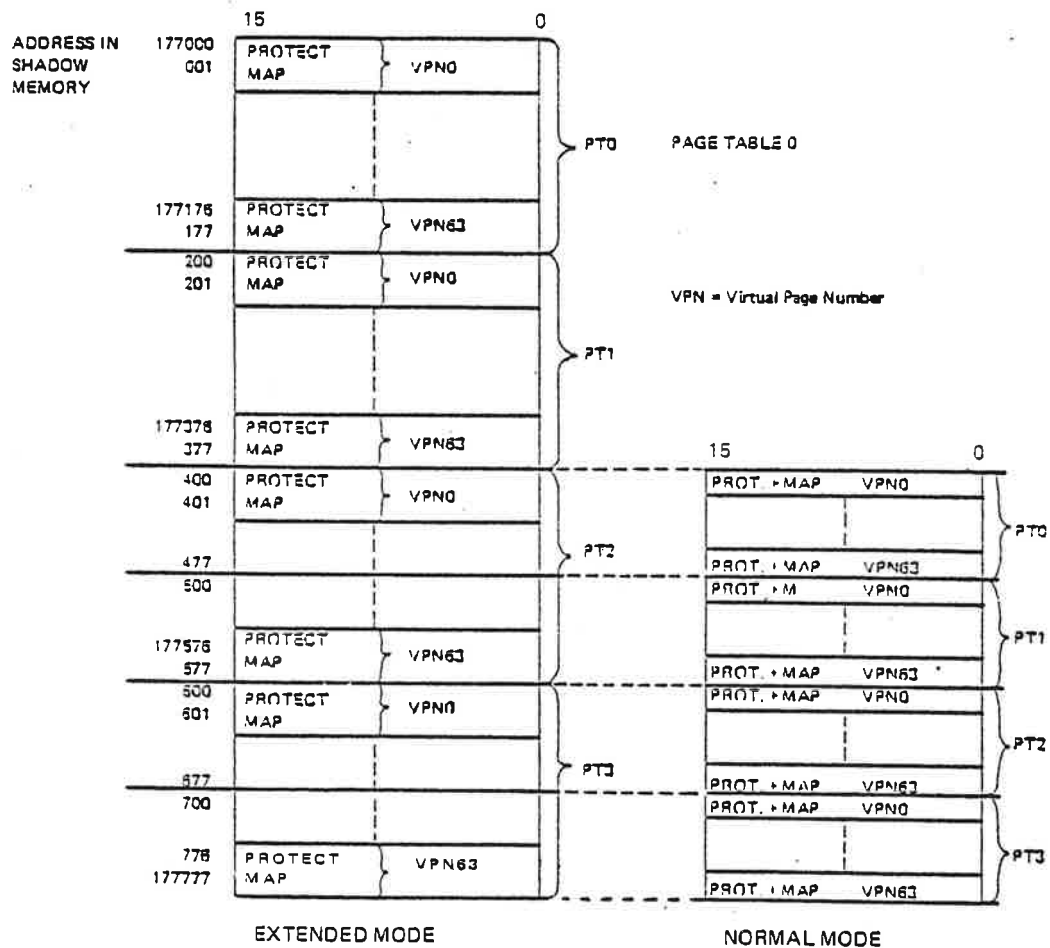 15 0
ADDRESS IN SHADOW MEMORY
177000 PROTECT
001 MAP VPN0
PT0 PAGE TABLE 0
177176 PROTECT
177 MAP VPN63
200 PROTECT
201 MAP VPN0
VPN = Virtual Page Number
PT1
177376 PROTECT
377 MAP VPN63
15 0
400 PROTECT
401 MAP VPN0
PROT. + MAP VPN0
PT0
PT2
477
PROT. + MAP VPN63
500
PROT. + M VPN0
177576 PROTECT
577 MAP VPN63
PT1
PROT. + MAP VPN63
600 PROTECT
601 MAP VPN0
PROT. + MAP VPN0
PT2
PT3
677
PROT. + MAP VPN63
700
PROT. + MAP VPN0
776 PROTECT
177777 MAP VPN63
PT3
PROT. + MAP VPN63
EXTENDED MODE
NORMAL MODE